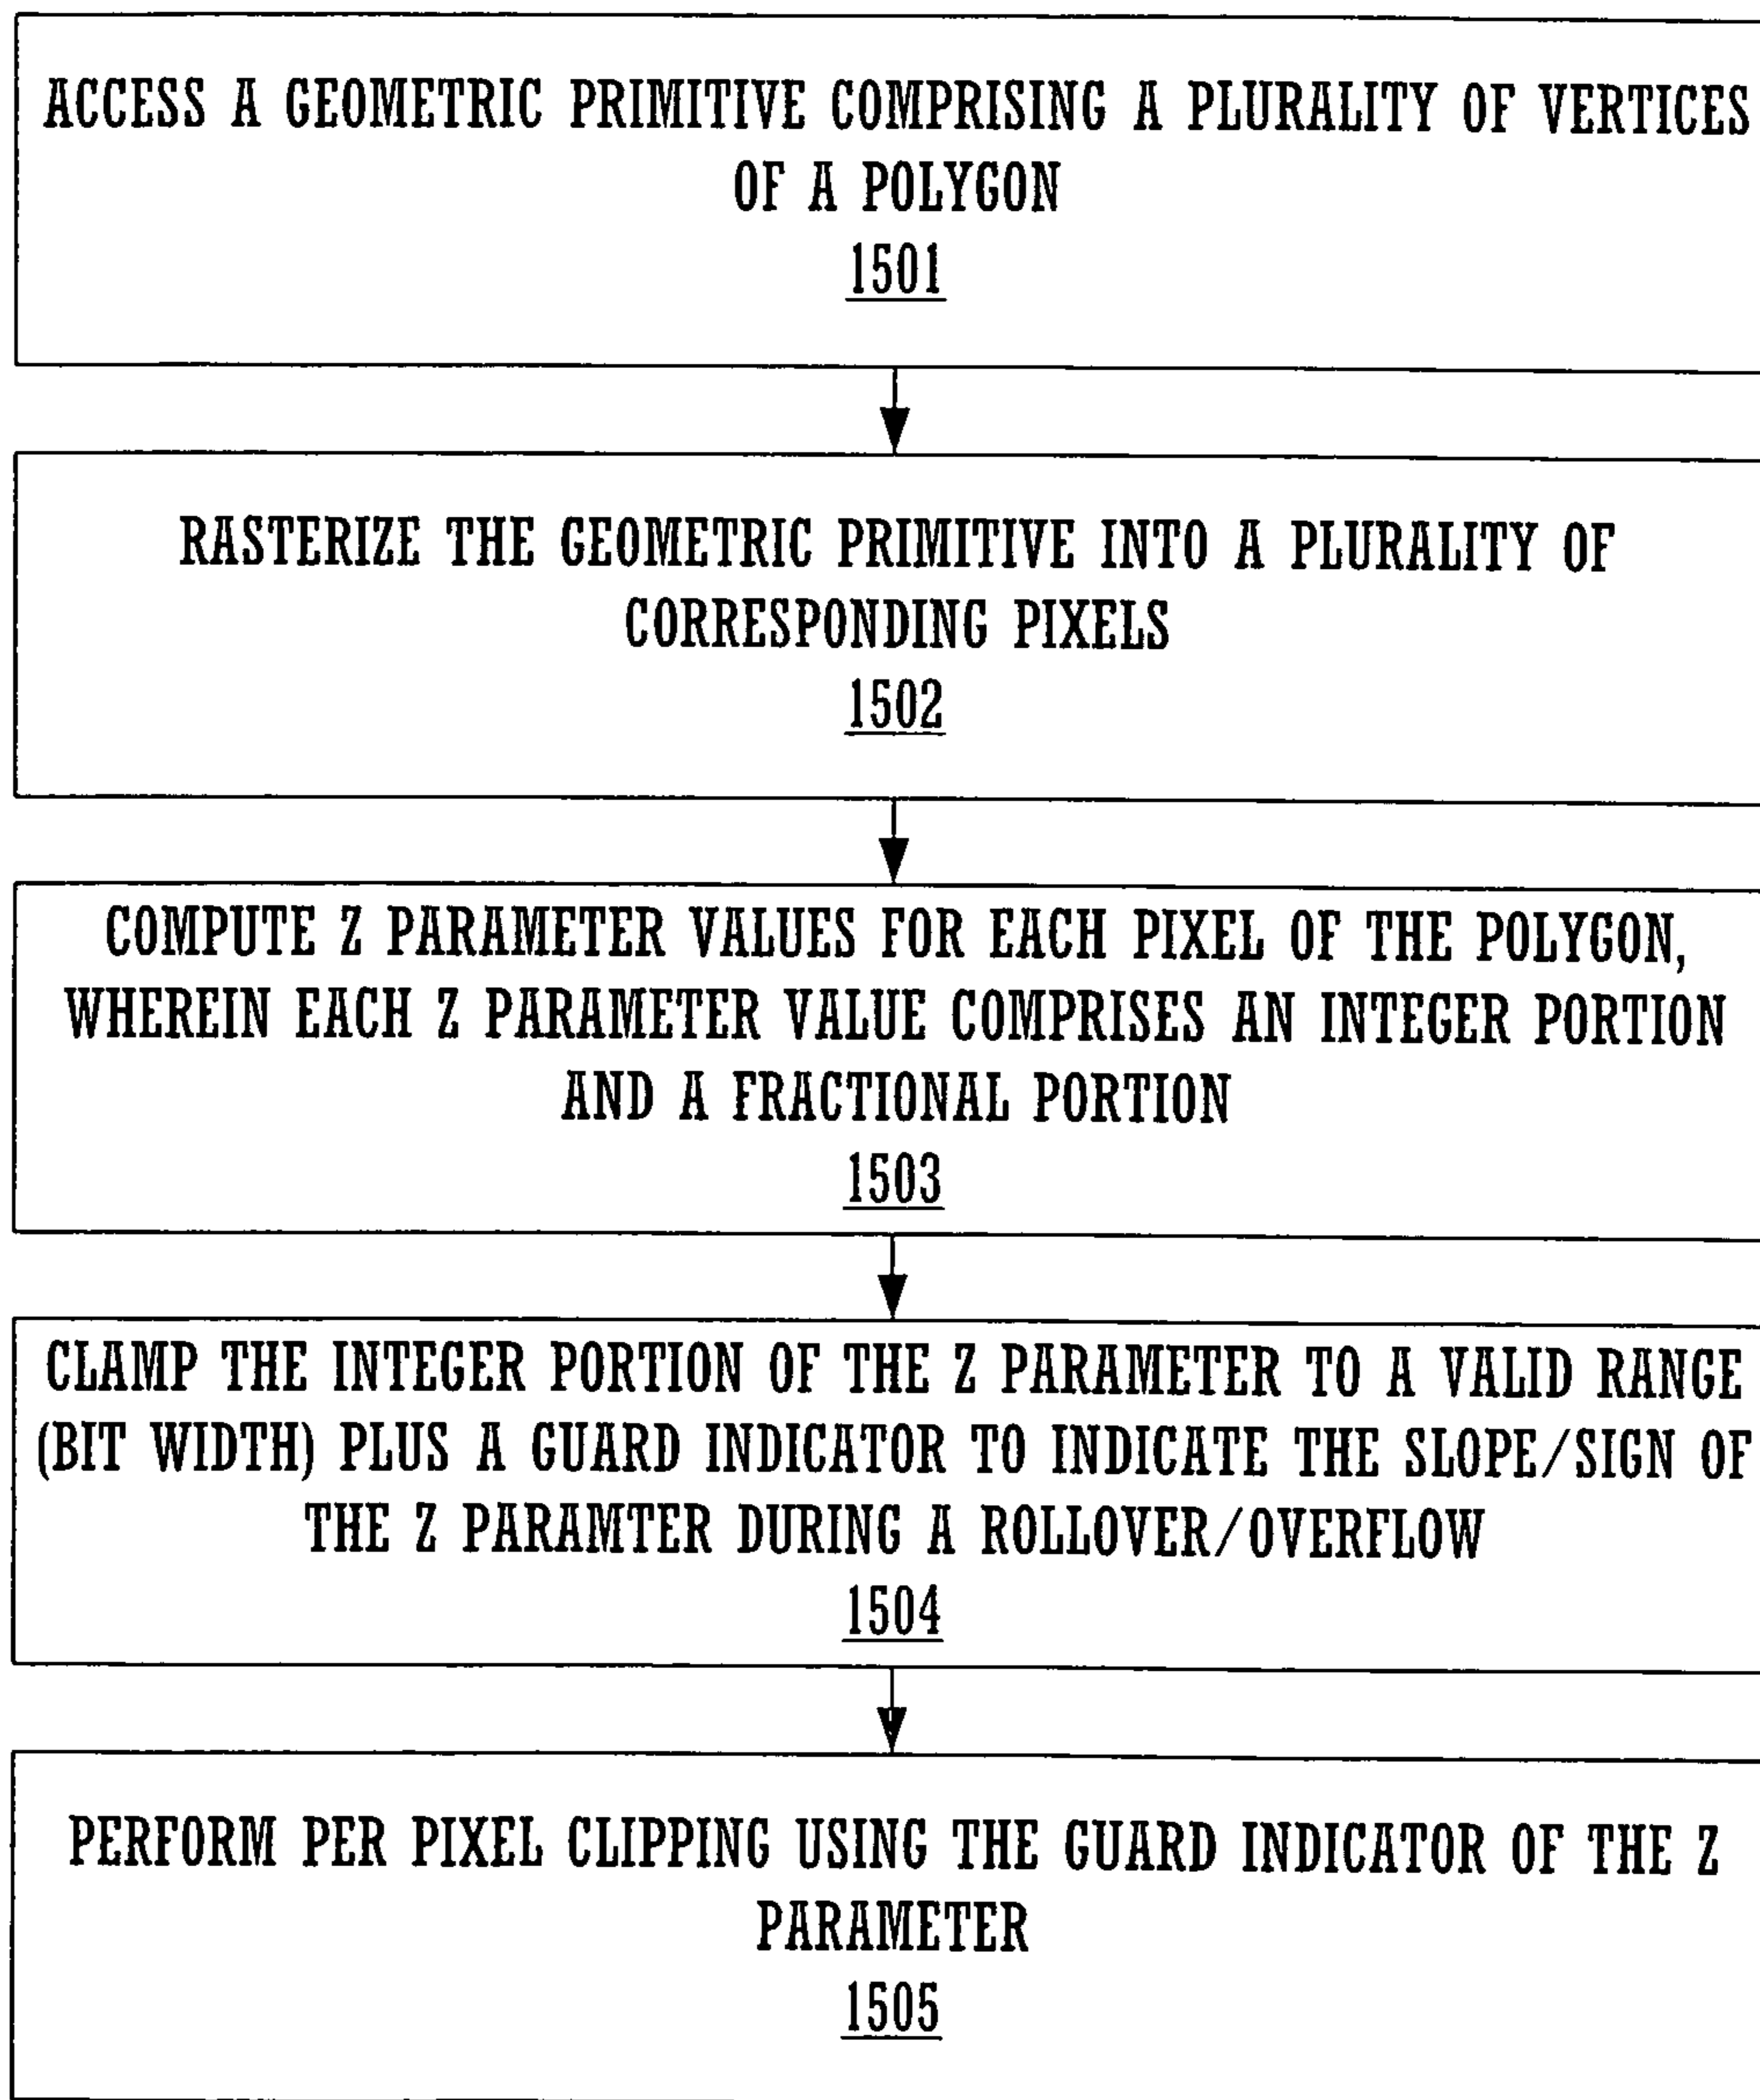 ACCESS A GEOMETRIC PRIMITIVE COMPRISING A PLURALITY OF VERTICES
OF A POLYGON
1501
RASTERIZE THE GEOMETRIC PRIMITIVE INTO A PLURALITY OF
CORRESPONDING PIXELS
1502
COMPUTE Z PARAMETER VALUES FOR EACH PIXEL OF THE POLYGON,
WHEREIN EACH Z PARAMETER VALUE COMPRISES AN INTEGER PORTION
AND A FRACTIONAL PORTION
1503
CLAMP THE INTEGER PORTION OF THE Z PARAMETER TO A VALID RANGE
(BIT WIDTH) PLUS A GUARD INDICATOR TO INDICATE THE SLOPE/SIGN OF
THE Z PARAMTER DURING A ROLLOVER/OVERFLOW
1504
PERFORM PER PIXEL CLIPPING USING THE GUARD INDICATOR OF THE Z
PARAMETER
1505